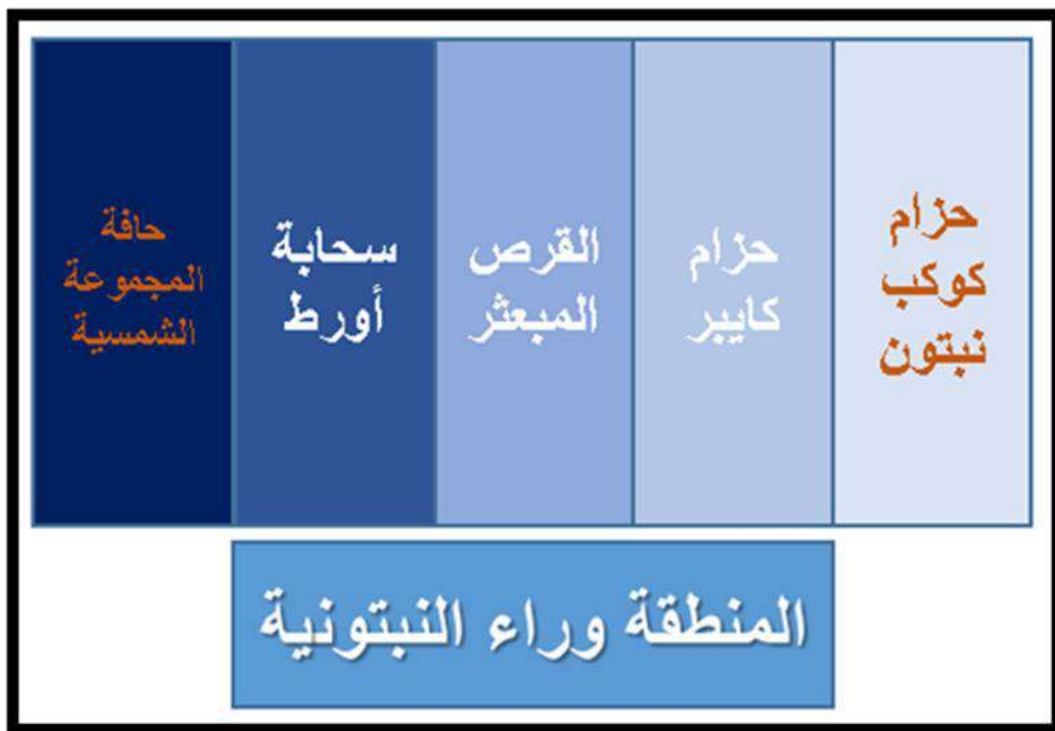 حزام
كوكب
نبتون
حزام
كايبر
القرص
المبعثر
سحابة
أورط
حافة
المجموعة
الشمسية
المنطقة وراء النبتونية